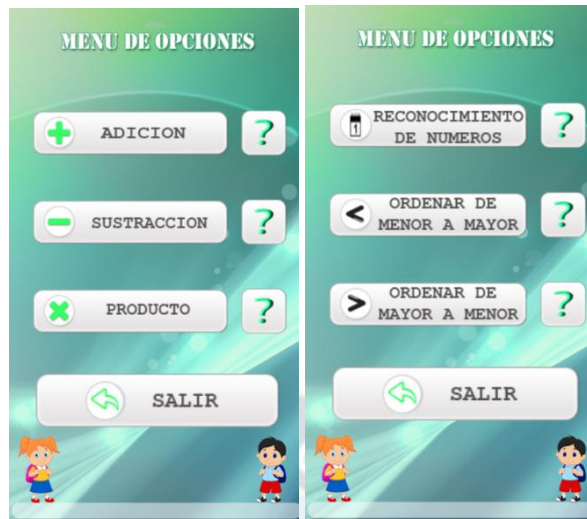 MENU DE OPCIONES
ADICION
?
SUSTRACCION
?
PRODUCTO
?
SALIR
MENU DE OPCIONES
1
RECONOCIMIENTO
DE NUMEROS
?
<
ORDENAR DE
MENOR A MAYOR
?
>
ORDENAR DE
MAYOR A MENOR
?
SALIR